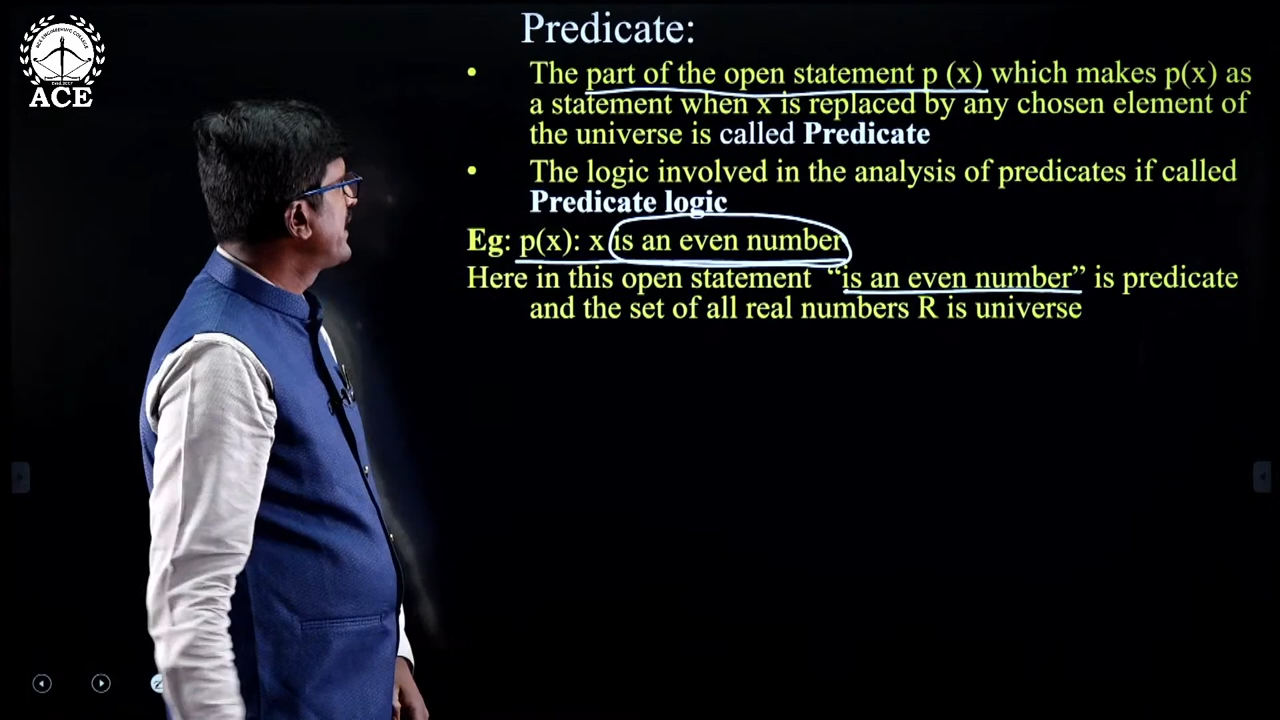 ACE
Predicate:
• The part of the open statement p (x) which makes p(x) as
a statement when x is replaced by any chosen element of
the universe is called Predicate
• The logic involved in the analysis of predicates if called
Predicate logic
Eg: p(x): x is an even number
Here in this open statement “is an even number” is predicate
and the set of all real numbers R is universe